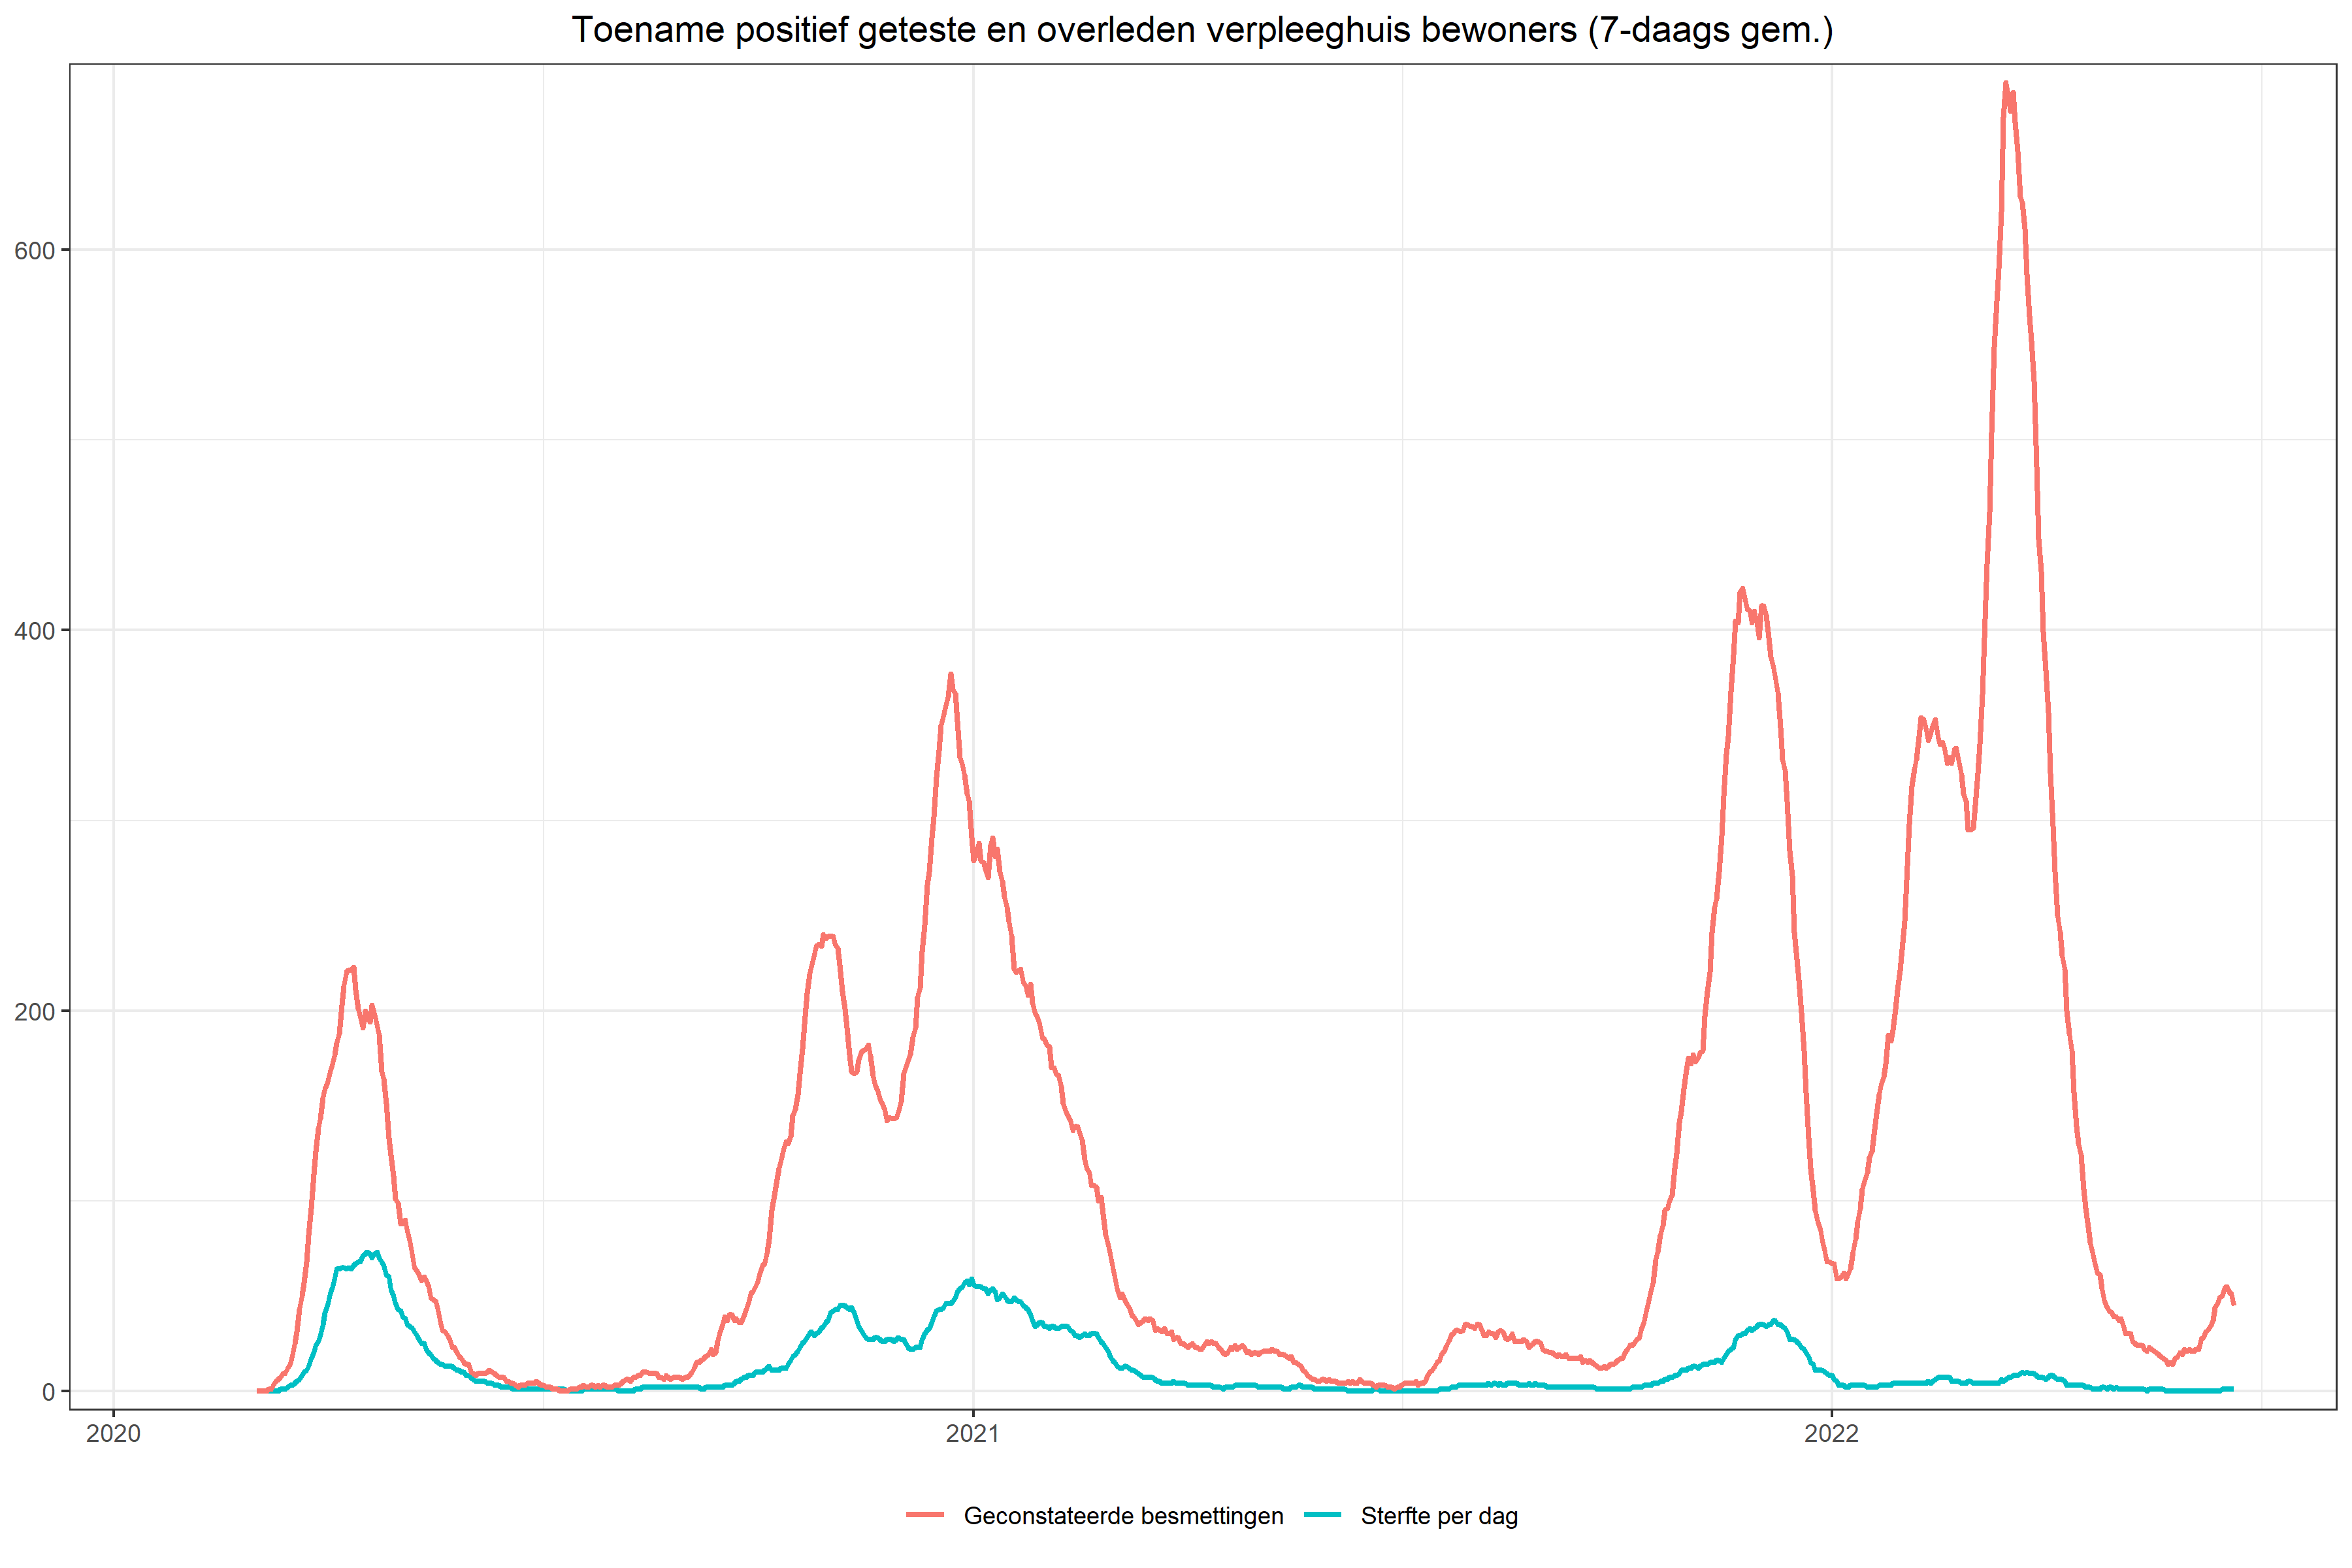 Toename positief geteste en overleden verpleeghuis bewoners (7-daags gem.)
600
400
200
0
2020 2021 2022
Geconstateerde besmettingen Sterfte per dag